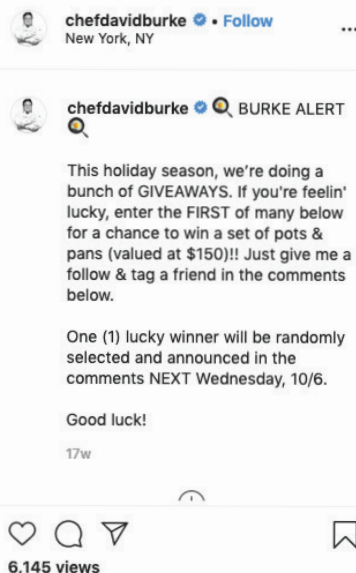 chefdavidburke • Follow
New York, NY
chefdavidburke 🍳 BURKE ALERT
🍳
This holiday season, we're doing a
bunch of GIVEAWAYS. If you're feelin'
lucky, enter the FIRST of many below
for a chance to win a set of pots &
pans (valued at $150)!! Just give me a
follow & tag a friend in the comments
below.
One (1) lucky winner will be randomly
selected and announced in the
comments NEXT Wednesday, 10/6.
Good luck!
17w
6,145 views